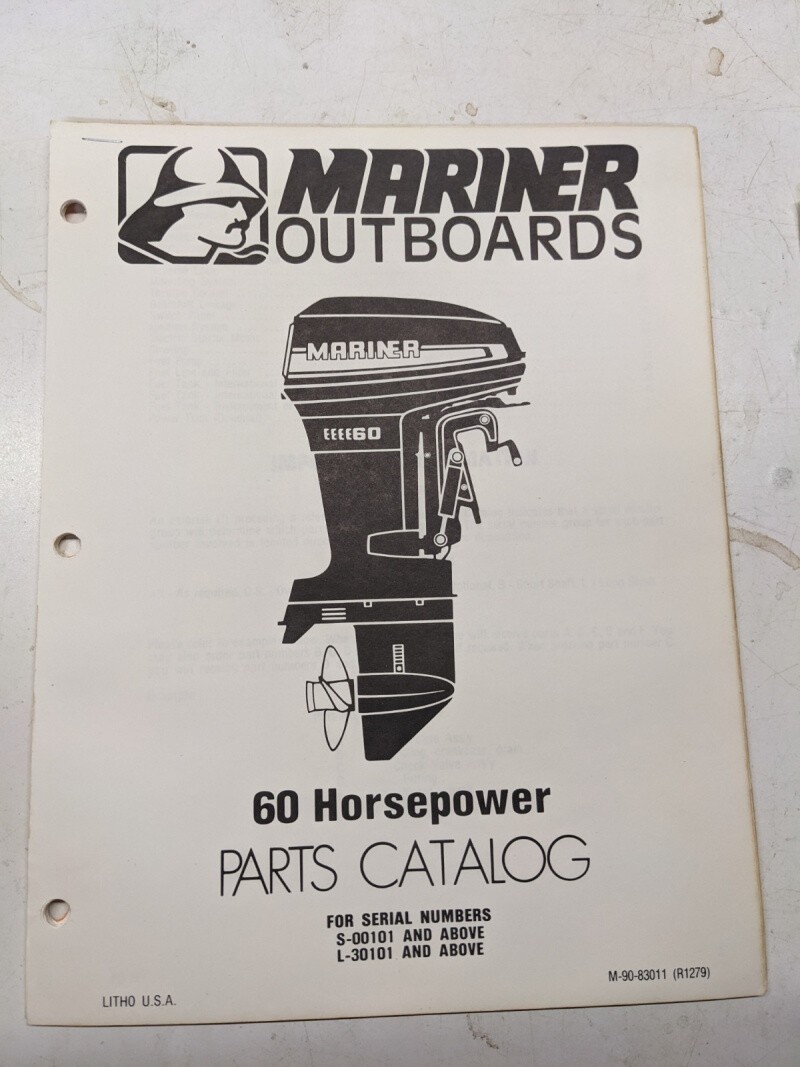 MARINER
OUTBOARDS
MARINER
EEEE60
60 Horsepower
PARTS CATALOG
FOR SERIAL NUMBERS
S-00101 AND ABOVE
L-30101 AND ABOVE
M-90-83011 (R1279)
LITHO U.S.A.